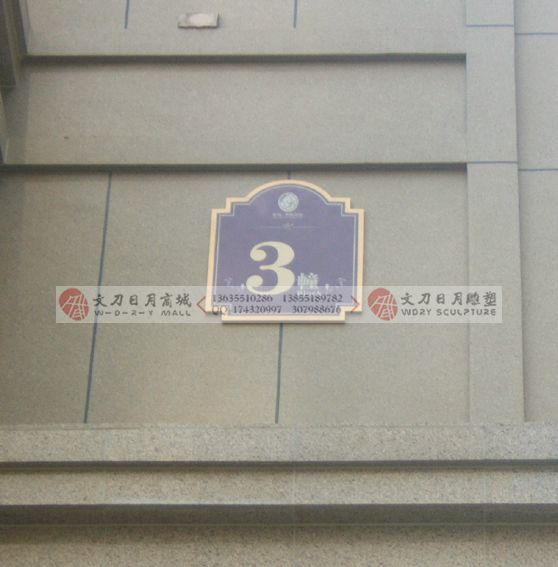 3幢
文刀日月商城
W-D-R-Y MALL
13635510286 13855189782
QQ: 174320997 307988676
文刀日月雕塑
WDRY SCULPTURE